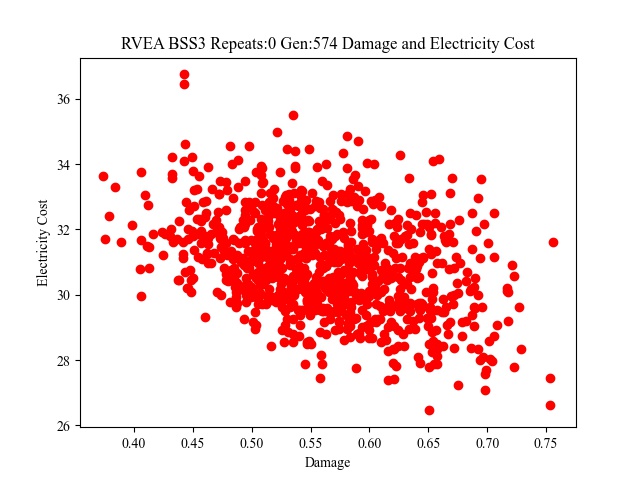 RVEA BSS3 Repeats:0 Gen:574 Damage and Electricity Cost
36
34
32
30
28
26
Electricity Cost
0.40 0.45 0.50 0.55 0.60 0.65 0.70 0.75
Damage